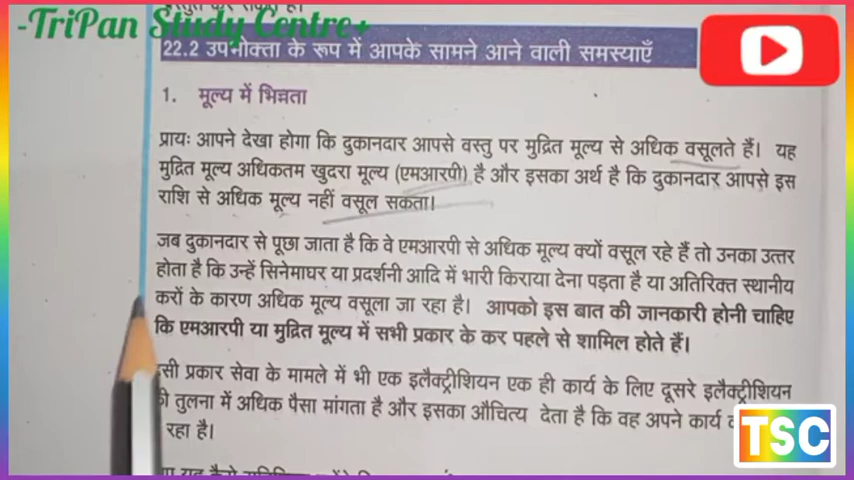 -TriPan Study Centre+
22.2 उपभोक्ता के रूप में आपके सामने आने वाली समस्याएँ
1. मूल्य में भिन्नता
प्रायः आपने देखा होगा कि दुकानदार आपसे वस्तु पर मुद्रित मूल्य से अधिक वसूलते हैं। यह
मुद्रित मूल्य अधिकतम खुदरा मूल्य (एमआरपी) है और इसका अर्थ है कि दुकानदार आपसे इस
राशि से अधिक मूल्य नहीं वसूल सकता।
जब दुकानदार से पूछा जाता है कि वे एमआरपी से अधिक मूल्य क्यों वसूल रहे हैं तो उनका उत्तर
होता है कि उन्हें सिनेमाघर या प्रदर्शनी आदि में भारी किराया देना पड़ता है या अतिरिक्त स्थानीय
करों के कारण अधिक मूल्य वसूला जा रहा है। आपको इस बात की जानकारी होनी चाहिए
कि एमआरपी या मुद्रित मूल्य में सभी प्रकार के कर पहले से शामिल होते हैं।
प्रकार सेवा के मामले में भी एक इलैक्ट्रीशियन एक ही कार्य के लिए दूसरे इलैक्ट्रीशियन
तुलना में अधिक पैसा मांगता है और इसका औचित्य देता है कि वह अपने कार्य
रहा है।
TSC